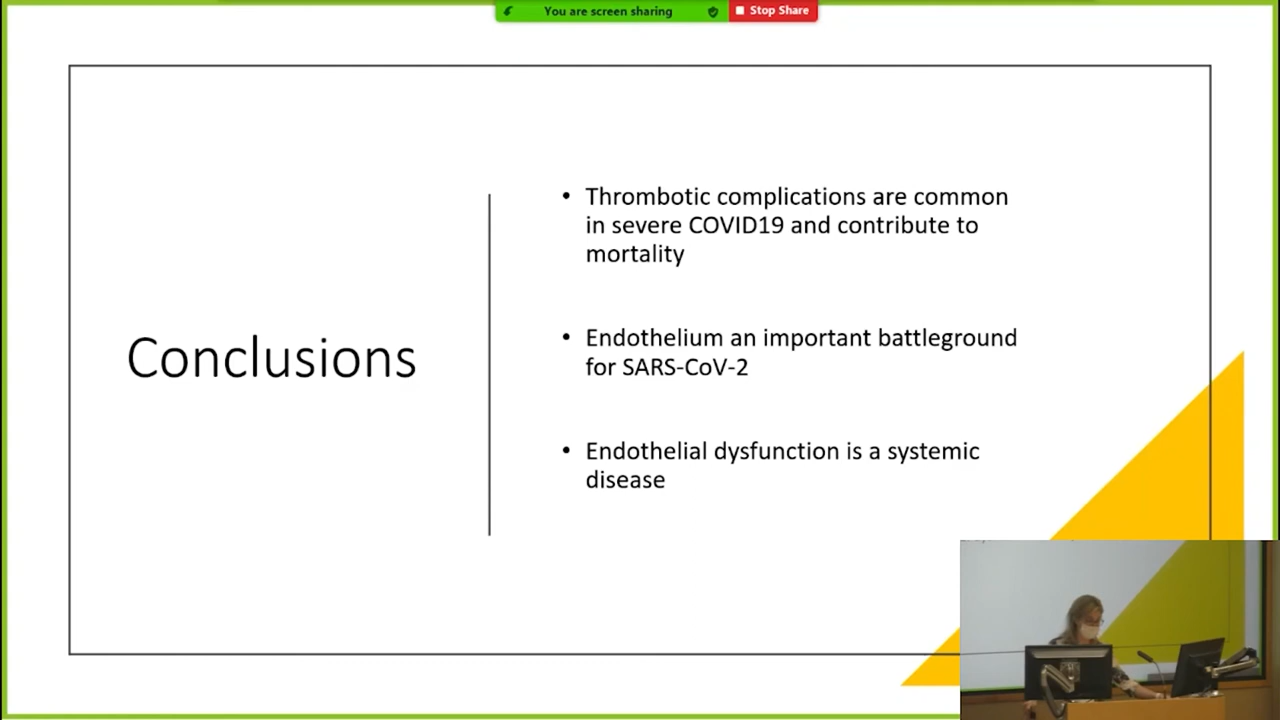 You are screen sharing
Stop Share
Conclusions
• Thrombotic complications are common
in severe COVID19 and contribute to
mortality
• Endothelium an important battleground
for SARS-CoV-2
• Endothelial dysfunction is a systemic
disease